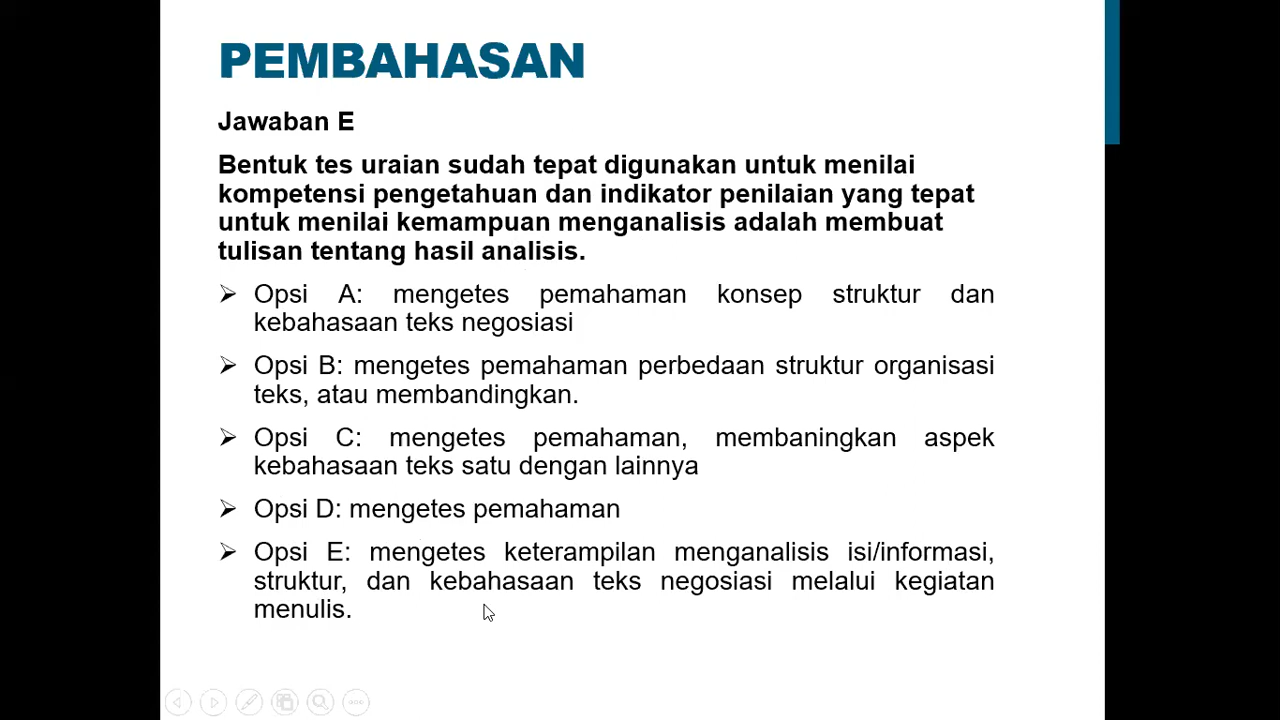 PEMBAHASAN
Jawaban E
Bentuk tes uraian sudah tepat digunakan untuk menilai
kompetensi pengetahuan dan indikator penilaian yang tepat
untuk menilai kemampuan menganalisis adalah membuat
tulisan tentang hasil analisis.
Opsi A: mengetes pemahaman konsep struktur dan
kebahasaan teks negosiasi
Opsi B: mengetes pemahaman perbedaan struktur organisasi
teks, atau membandingkan.
Opsi C: mengetes pemahaman, membaningkan aspek
kebahasaan teks satu dengan lainnya
Opsi D: mengetes pemahaman
Opsi E: mengetes keterampilan menganalisis isi/informasi,
struktur, dan kebahasaan teks negosiasi melalui kegiatan
menulis.